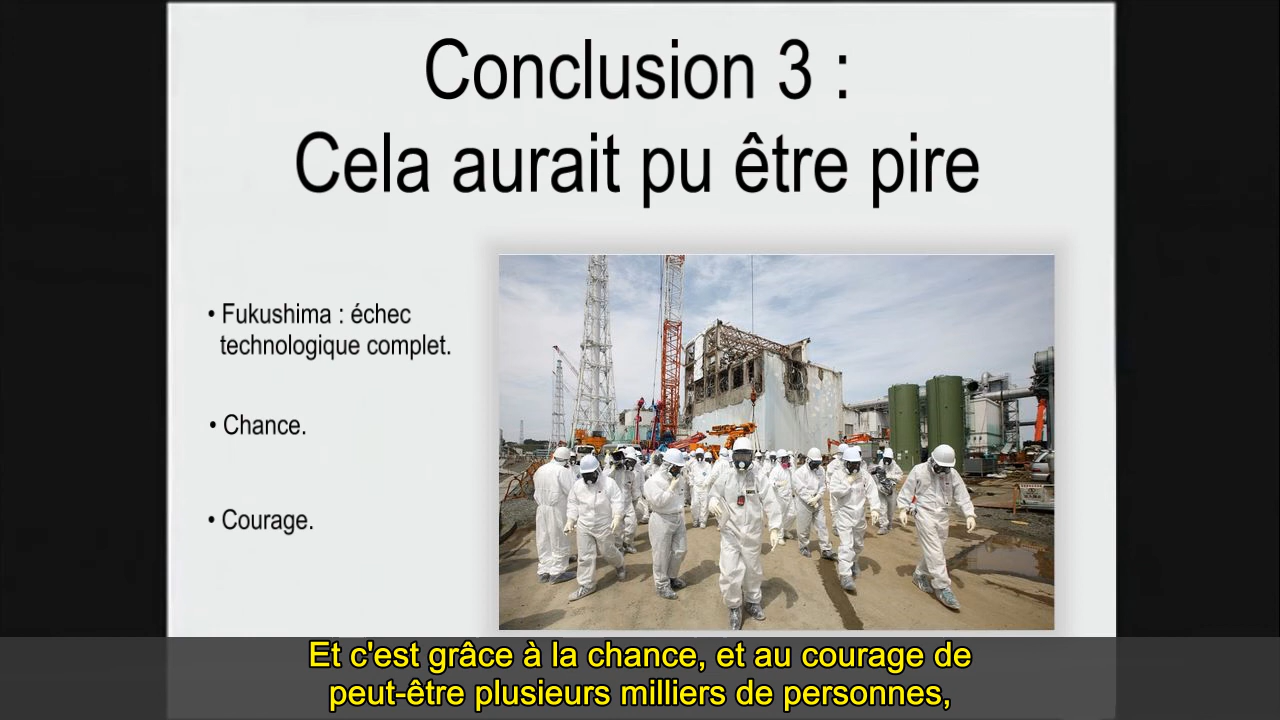 Conclusion 3 :
Cela aurait pu être pire
• Fukushima : échec
technologique complet.
• Chance.
• Courage.
Et c'est grâce à la chance, et au courage de
peut-être plusieurs milliers de personnes,